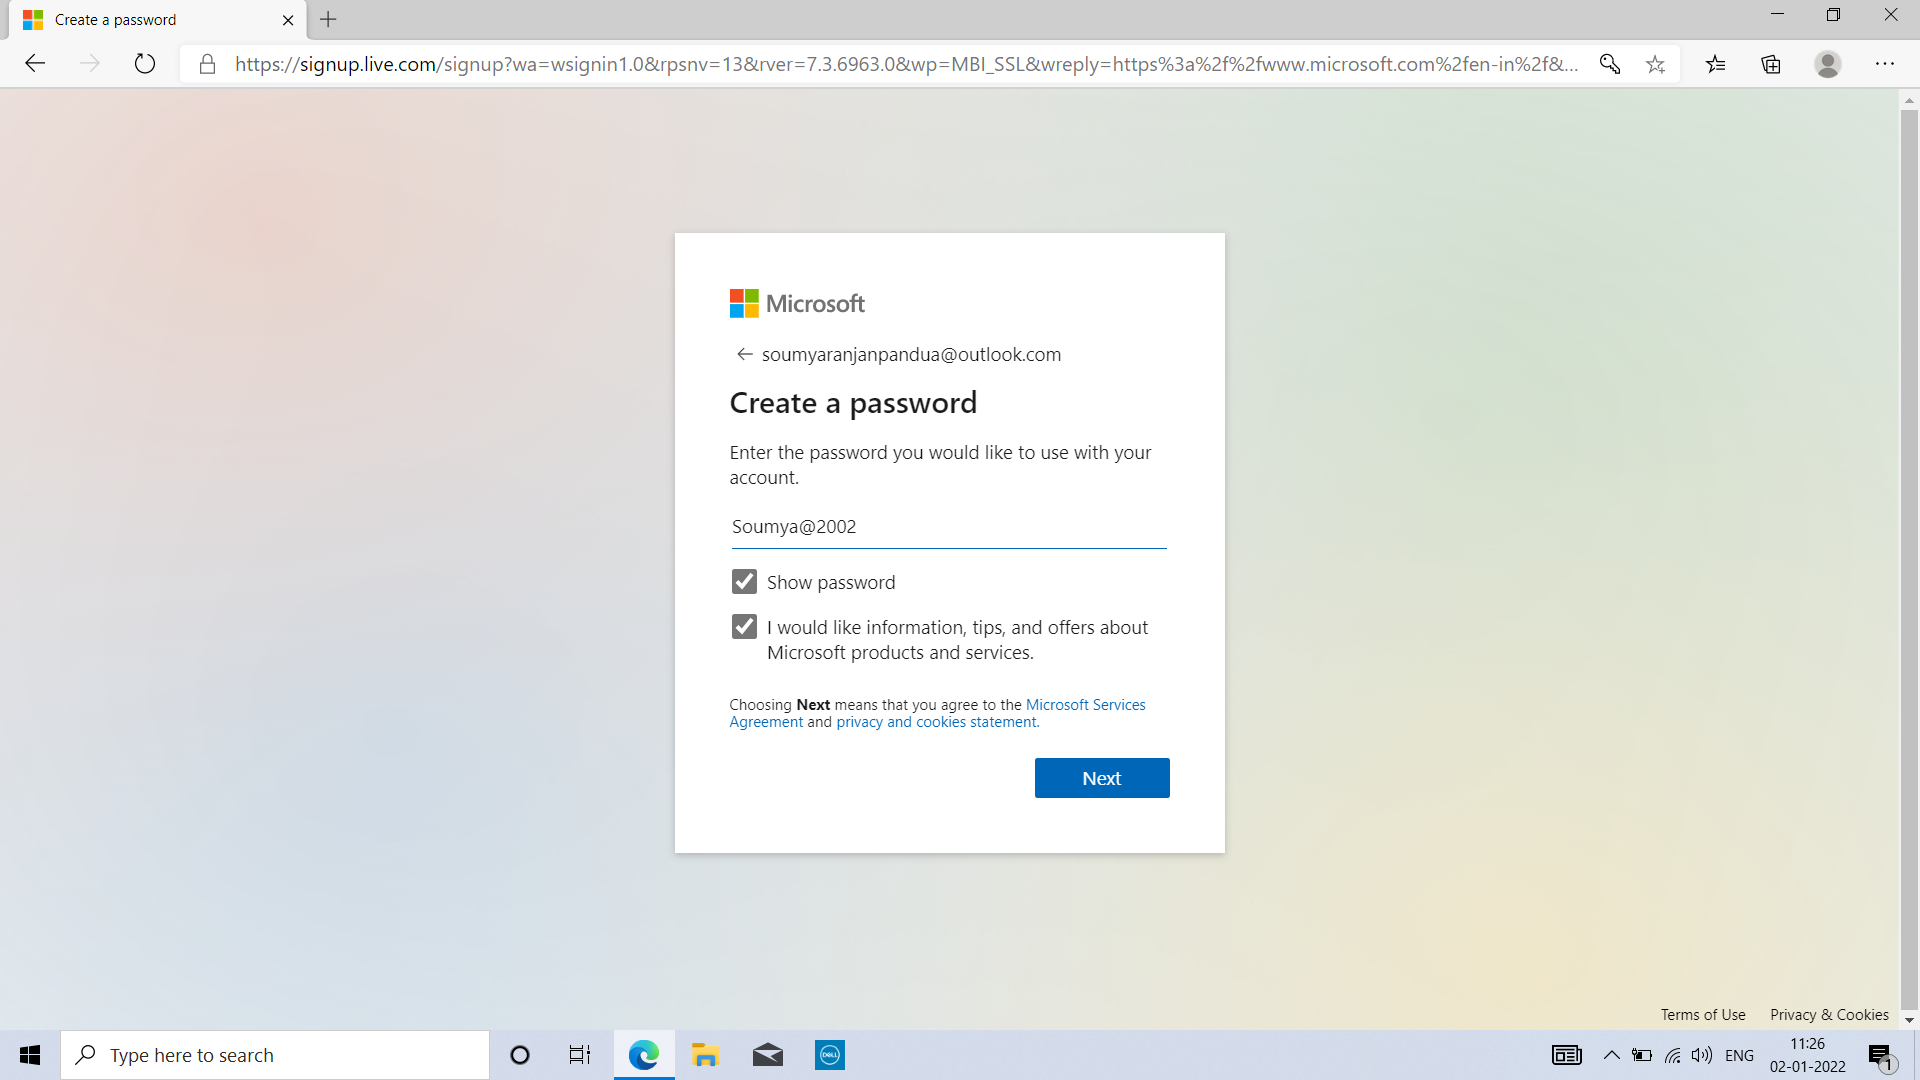 Create a password
https://signup.live.com/signup?wa=wsignin1.0&rpsnv=13&rver=7.3.6963.0&wp=MBI_SSL&wreply=https%3a%2f%2fwww.microsoft.com%2fen-in%2f&...
Microsoft
soumyaranjanpandua@outlook.com
Create a password
Enter the password you would like to use with your
account.
Soumya@2002
Show password
I would like information, tips, and offers about
Microsoft products and services.
Choosing Next means that you agree to the Microsoft Services
Agreement and privacy and cookies statement.
Next
Terms of Use Privacy & Cookies
Type here to search
DELL
ENG
11:26
02-01-2022
1